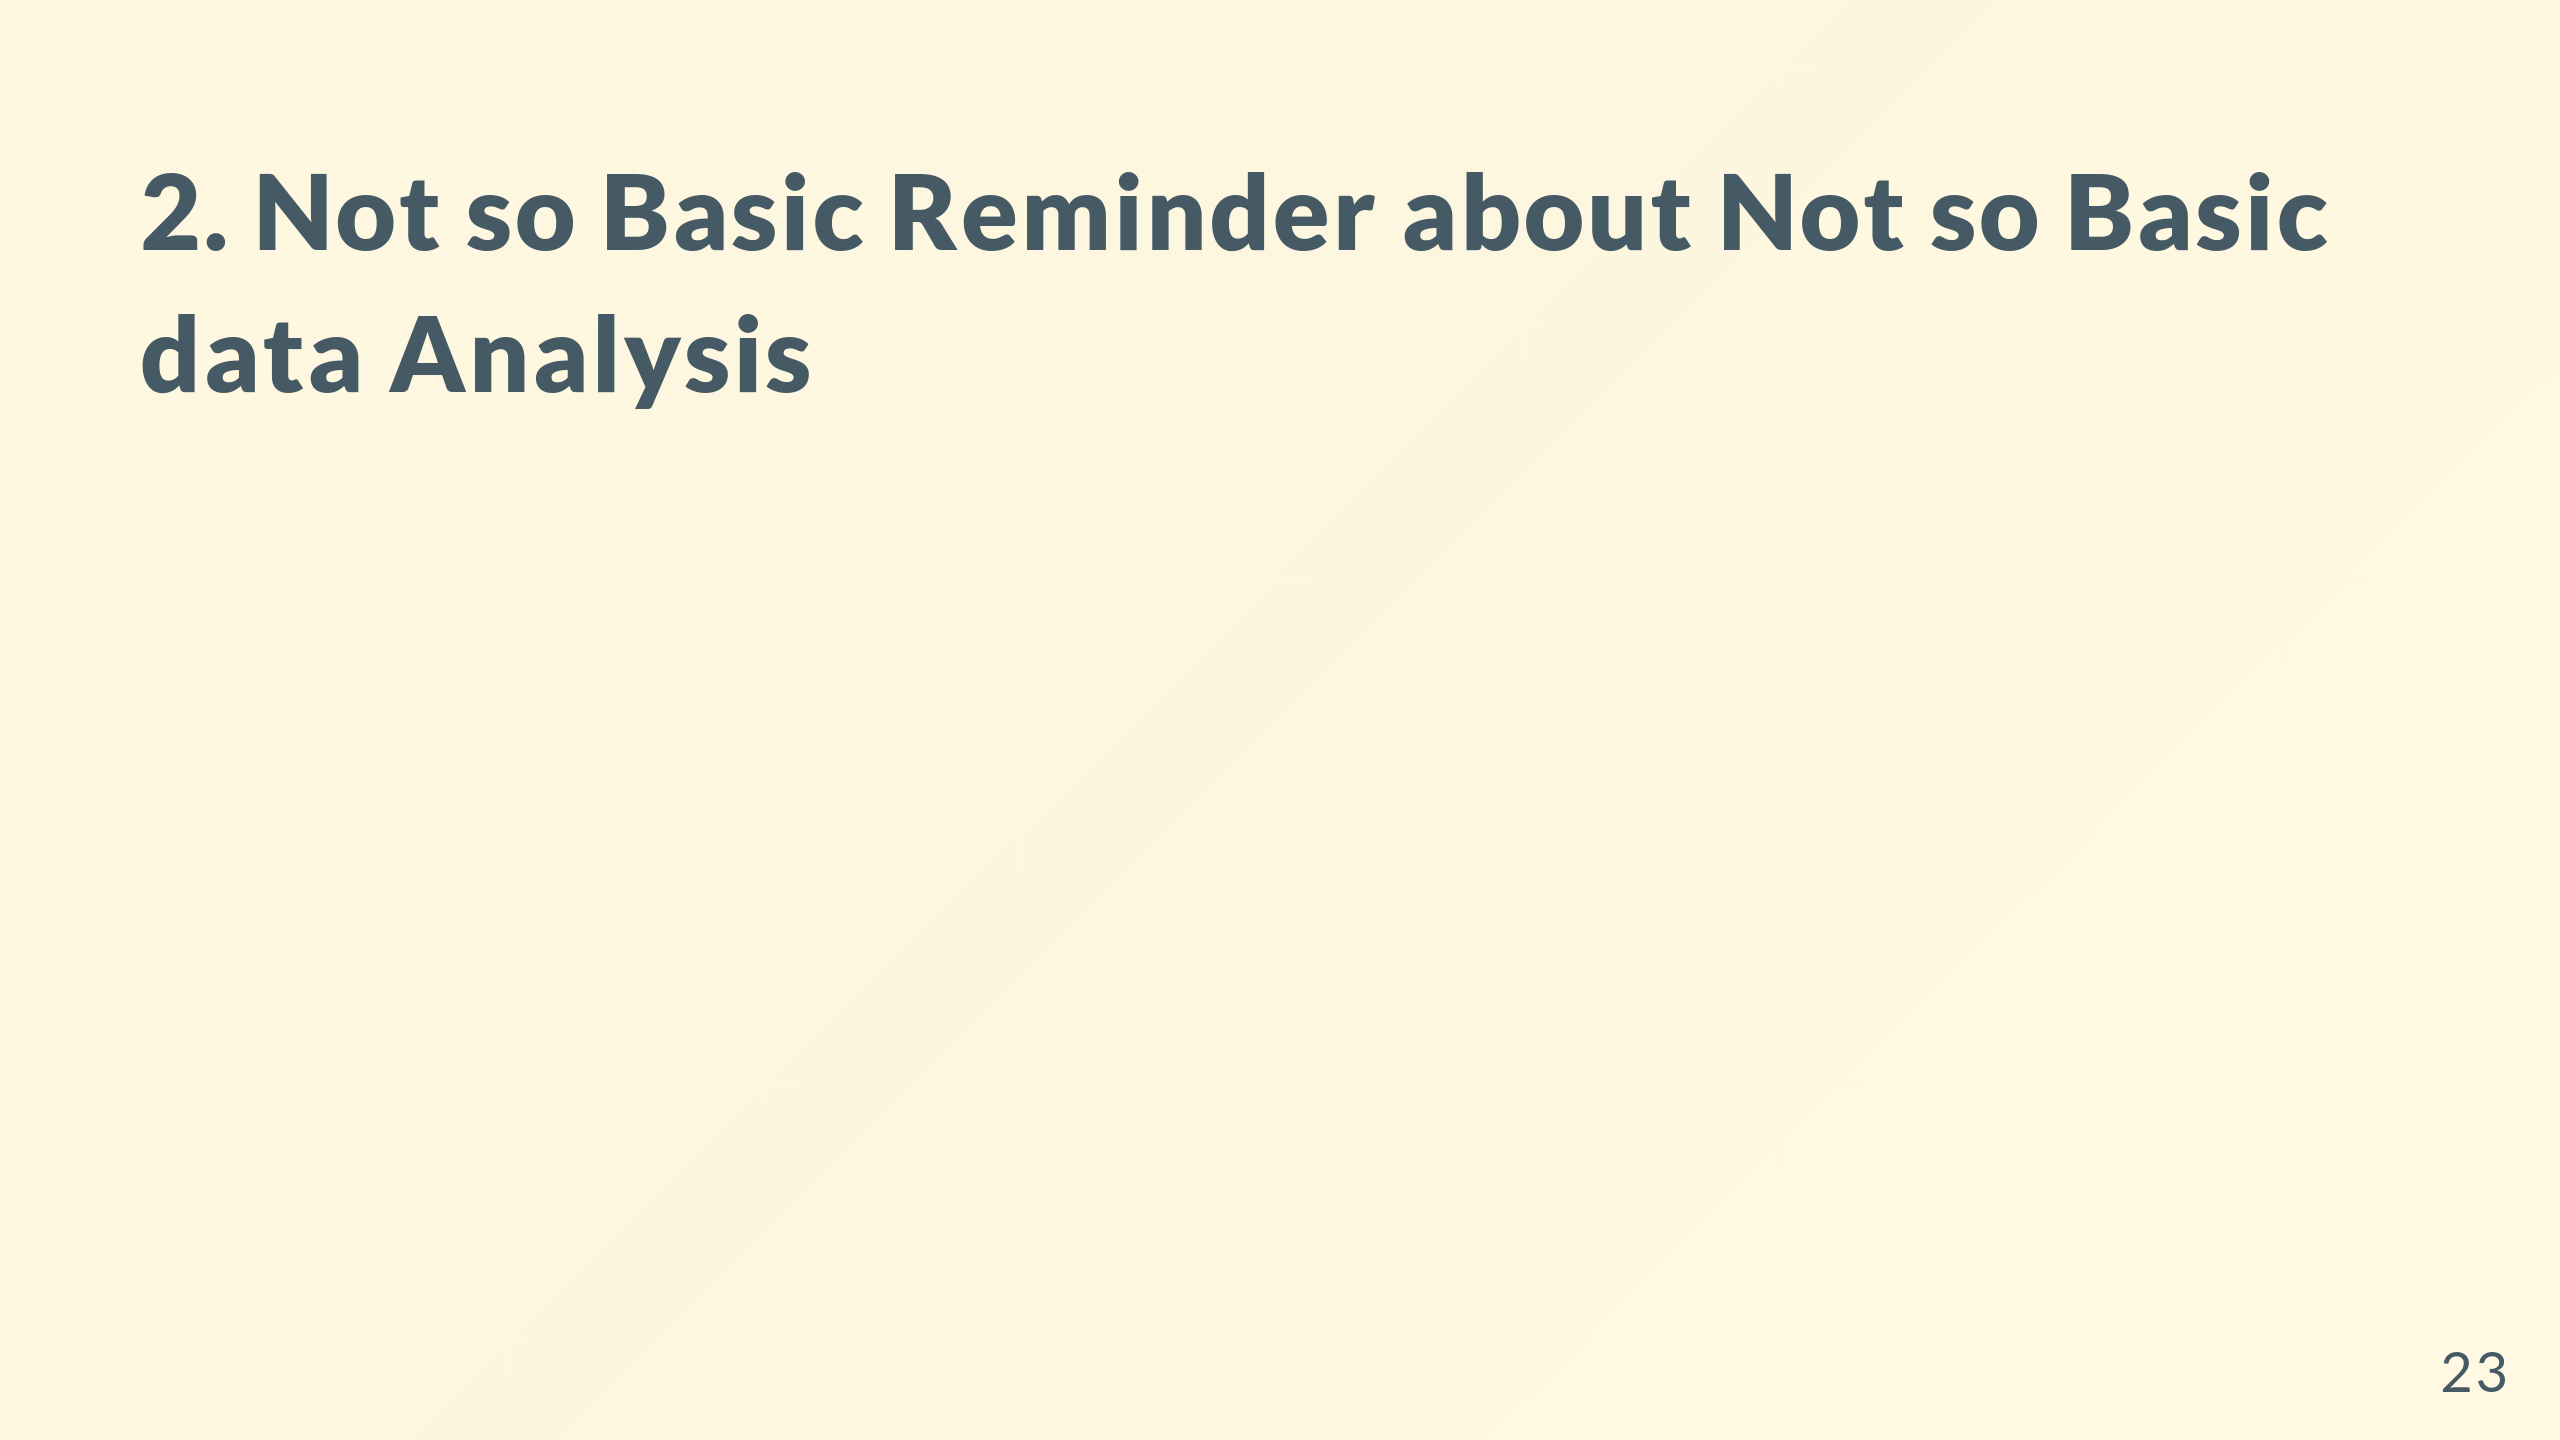 2. Not so Basic Reminder about Not so Basic
data Analysis
23